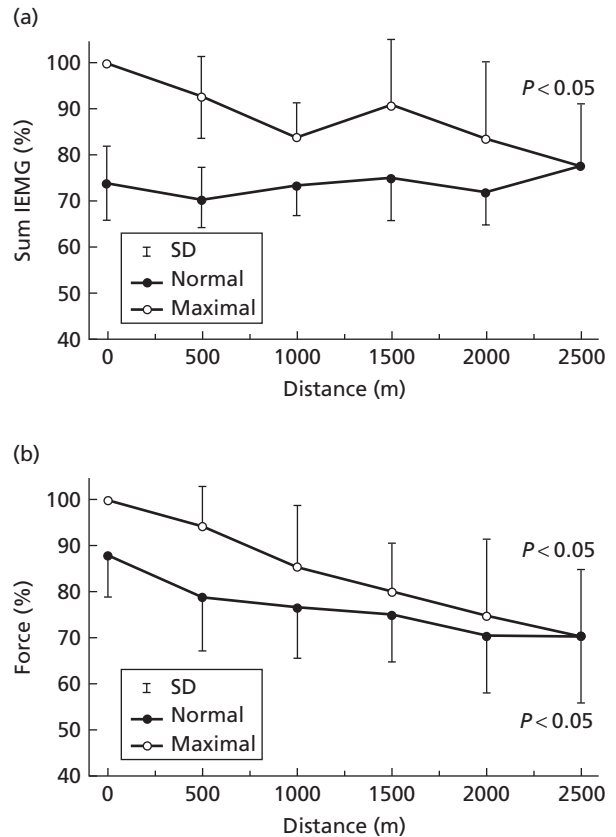 (a)
100
90
80
70
60
50
40
Sum IEMG (%)
P < 0.05
SD
Normal
Maximal
0 500 1000 1500 2000 2500
Distance (m)
(b)
100
90
80
70
60
50
40
Force (%)
P < 0.05
P < 0.05
SD
Normal
Maximal
0 500 1000 1500 2000 2500
Distance (m)